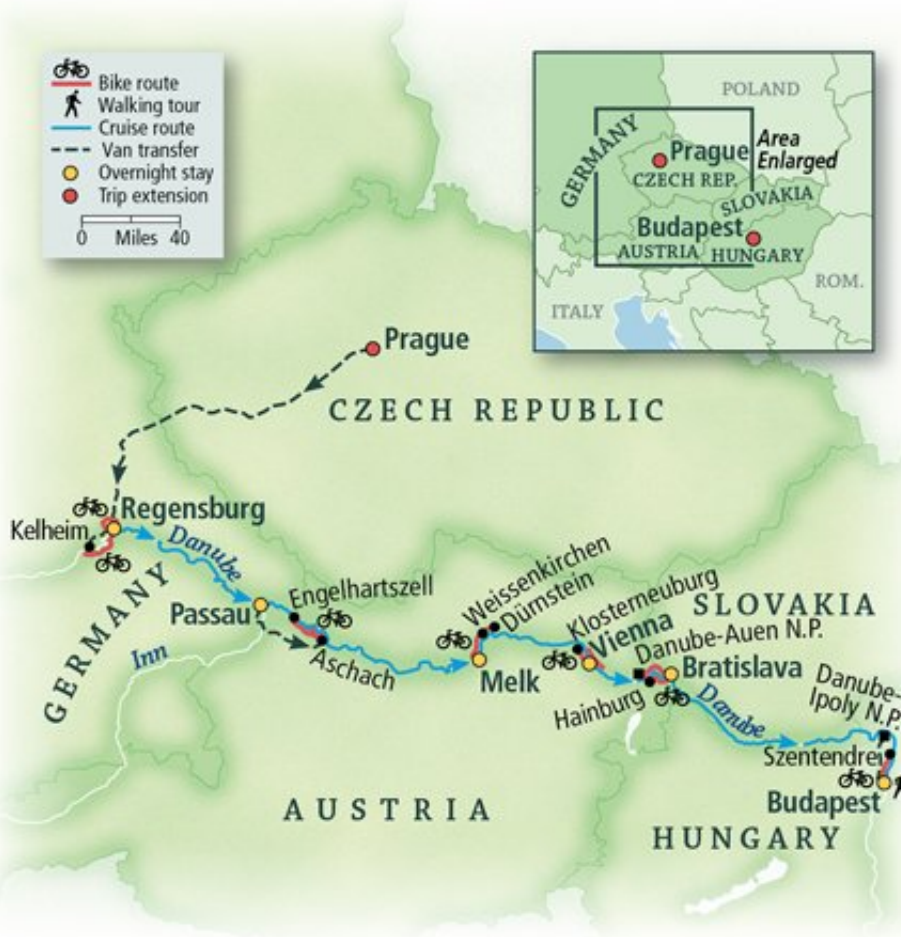 Bike route
Walking tour
Cruise route
Van transfer
Overnight stay
Trip extension
0 Miles 40
POLAND
GERMANY
Prague
Area
Enlarged
CZECH REP.
SLOVAKIA
Budapest
AUSTRIA
HUNGARY
ROM.
ITALY
Prague
CZECH REPUBLIC
Regensburg
Kelheim
Danube
GERMANY
Passau
Engelhartszell
Inn
Aschach
Weissenkirchen
Dürnstein
Melk
Klosterneuburg
Vienna
SLOVAKIA
Danube-Auen N.P.
Bratislava
Hainburg
Danube
Danube-
Ipoly N.P.
Szentendre
Budapest
AUSTRIA
HUNGARY